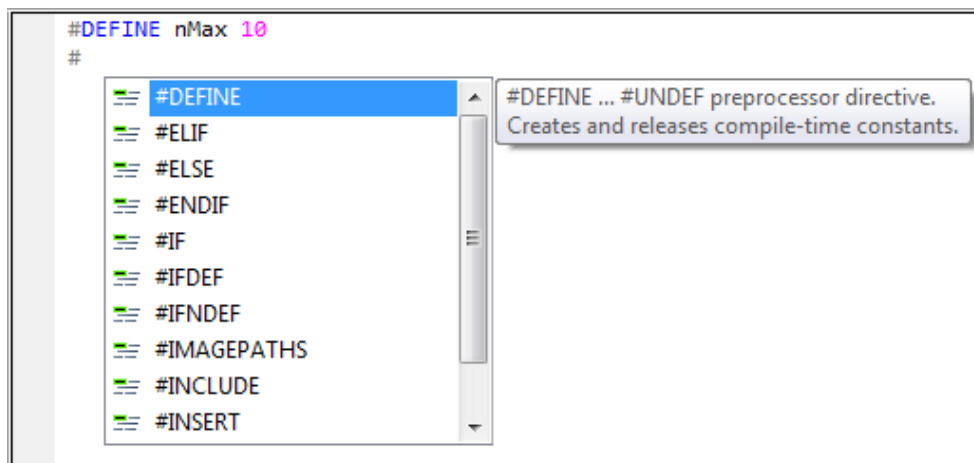 #DEFINE nMax 10
#
#DEFINE
#ELIF
#ELSE
#ENDIF
#IF
#IFDEF
#IFNDEF
#IMAGEPATHS
#INCLUDE
#INSERT
#DEFINE ... #UNDEF preprocessor directive.
Creates and releases compile-time constants.